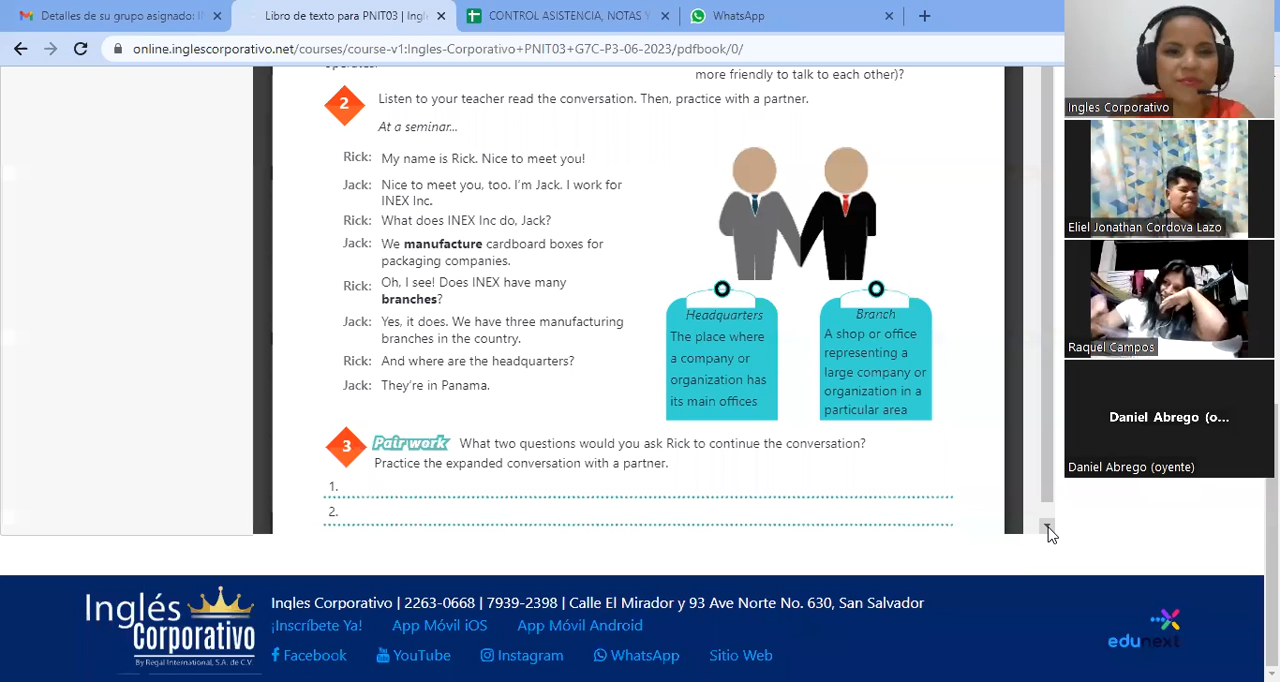 Detalles de su grupo asignado: I
Libro de texto para PNIT03 | Ingl
CONTROL ASISTENCIA, NOTAS Y
WhatsApp
online.inglescorporativo.net/courses/course-v1:Ingles-Corporativo+PNIT03+G7C-P3-06-2023/pdfbook/0/
more friendly to talk to each other)?
2 Listen to your teacher read the conversation. Then, practice with a partner.
At a seminar...
Rick: My name is Rick. Nice to meet you!
Jack: Nice to meet you, too. I'm Jack. I work for
INEX Inc.
Rick: What does INEX Inc do, Jack?
Jack: We manufacture cardboard boxes for
packaging companies.
Rick: Oh, I see! Does INEX have many
branches?
Jack: Yes, it does. We have three manufacturing
branches in the country.
Rick: where are the headquarters?
Jack: They're in Panama.
Headquarters
The place where
a company or
organization has
its main offices
Branch
A shop or office
representing a
large company or
organization in a
particular area
3 Pair work What two questions would you ask Rick to continue the conversation?
Practice the expanded conversation with a partner.
1.
2.
Ingles Corporativo
Eliel Jonathan Cordova Lazo
Raquel Campos
Daniel Abrego (o...
Daniel Abrego (oyente)
Inglés
Corporativo
By Regal International, S.A. de C.V.
Ingles Corporativo | 2263-0668 | 7939-2398 | Calle El Mirador y 93 Ave Norte No. 630, San Salvador
¡Inscríbete Ya! App Móvil iOS App Móvil Android
Facebook YouTube Instagram WhatsApp Sitio Web
edunext